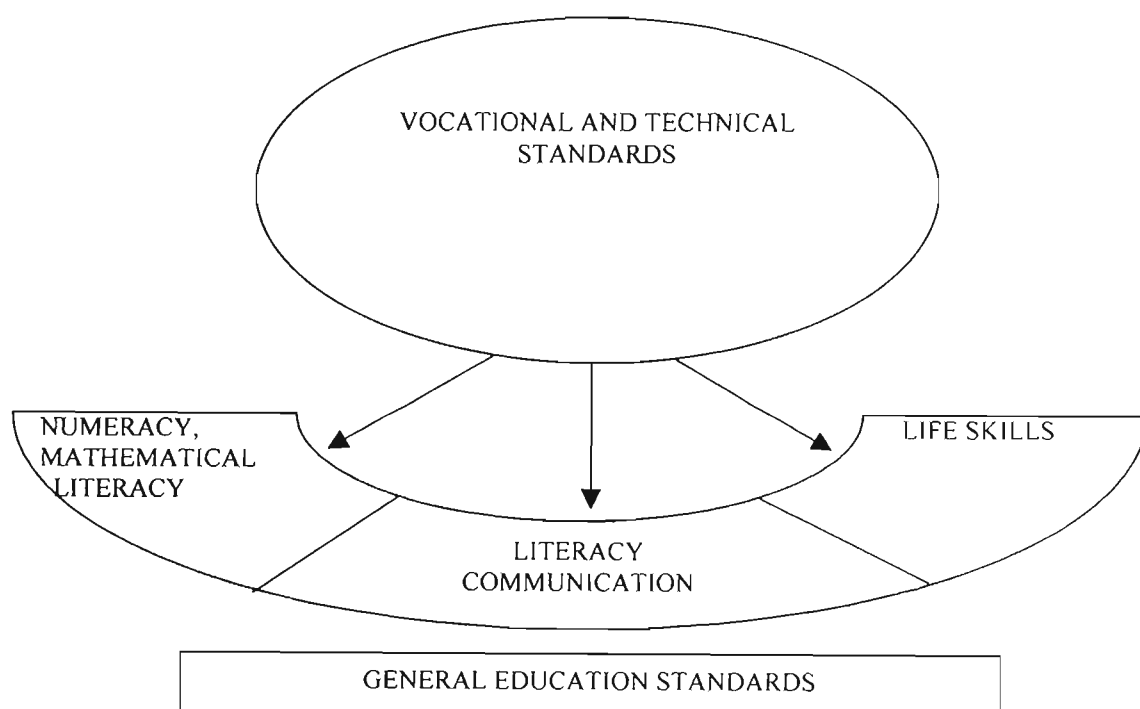 VOCATIONAL AND TECHNICAL
STANDARDS
NUMERACY,
MATHEMATICAL
LITERACY
LIFE SKILLS
LITERACY
COMMUNICATION
GENERAL EDUCATION STANDARDS